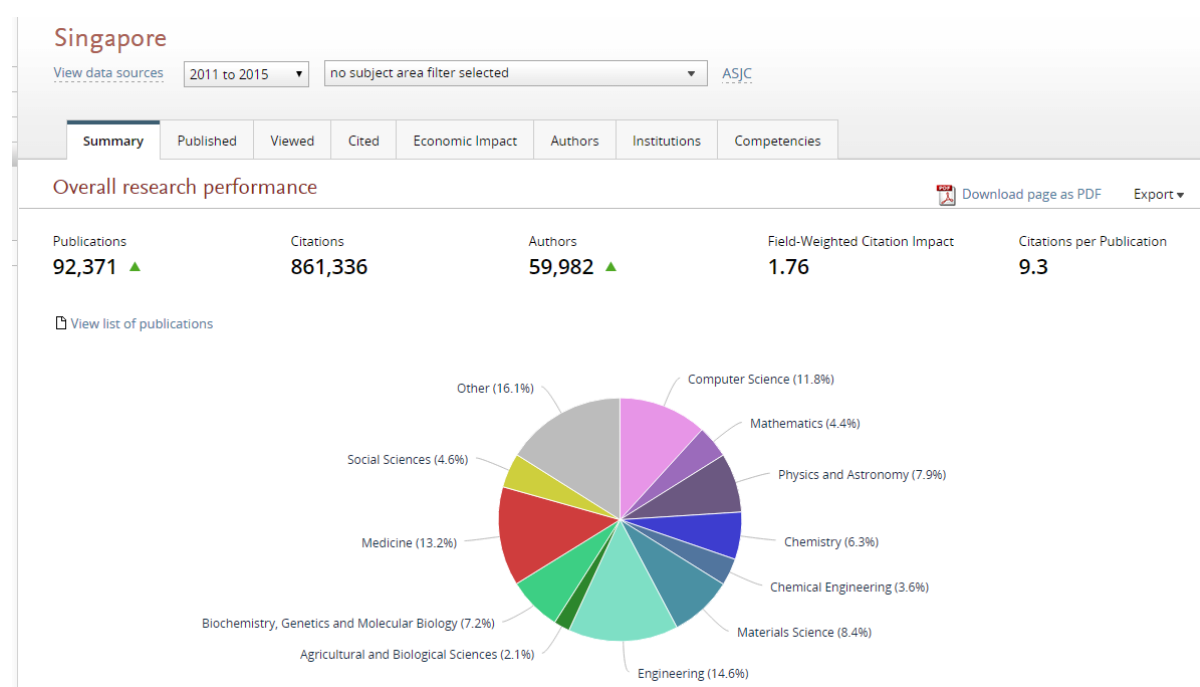 Singapore
View data sources 2011 to 2015 no subject area filter selected ASJC
Summary Published Viewed Cited Economic Impact Authors Institutions Competencies
Overall research performance
PDF Download page as PDF Export
Publications Citations Authors Field-Weighted Citation Impact Citations per Publication
92,371 861,336 59,982 1.76 9.3
View list of publications
Computer Science (11.8%)
Other (16.1%)
Mathematics (4.4%)
Social Sciences (4.6%)
Physics and Astronomy (7.9%)
Medicine (13.2%)
Chemistry (6.3%)
Chemical Engineering (3.6%)
Biochemistry, Genetics and Molecular Biology (7.2%)
Materials Science (8.4%)
Agricultural and Biological Sciences (2.1%)
Engineering (14.6%)